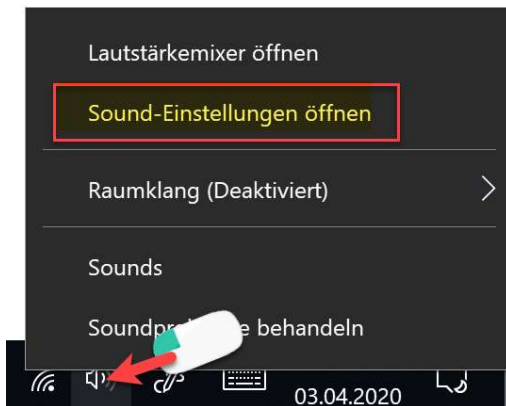 Lautstärkemixer öffnen
Sound-Einstellungen öffnen
Raumklang (Deaktiviert)
Sounds
behandeln
03.04.2020